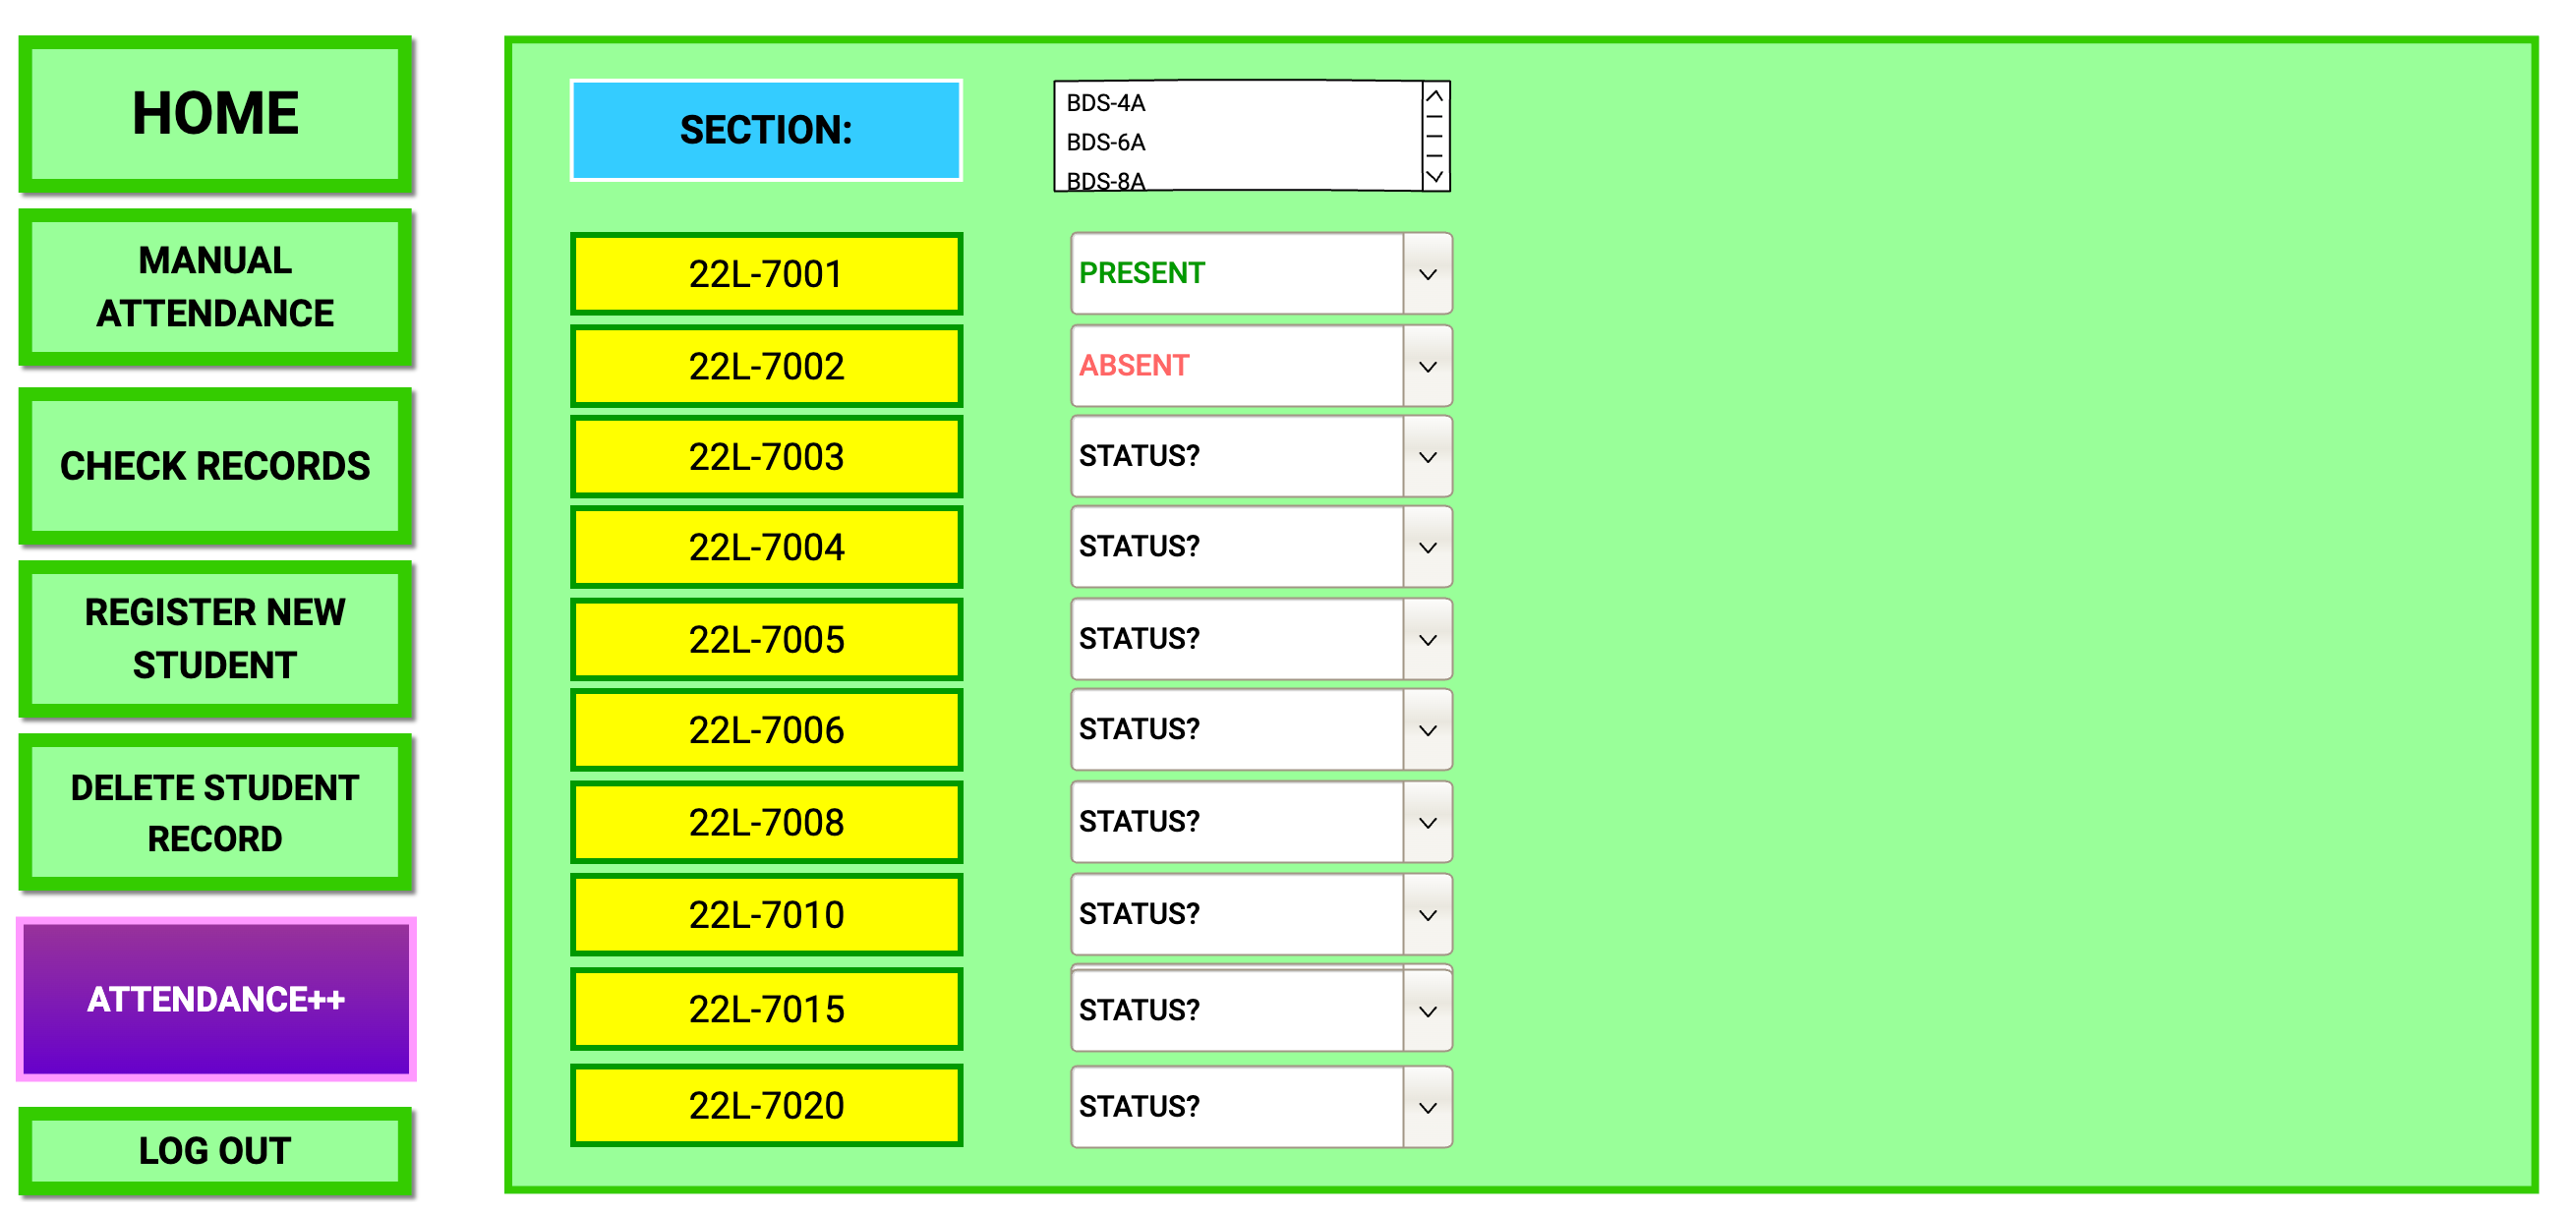 HOME
MANUAL
ATTENDANCE
CHECK RECORDS
REGISTER NEW
STUDENT
DELETE STUDENT
RECORD
ATTENDANCE++
LOG OUT
SECTION:
BDS-4A
BDS-6A
BDS-8A
22L-7001 PRESENT
22L-7002 ABSENT
22L-7003 STATUS?
22L-7004 STATUS?
22L-7005 STATUS?
22L-7006 STATUS?
22L-7008 STATUS?
22L-7010 STATUS?
22L-7015 STATUS?
22L-7020 STATUS?